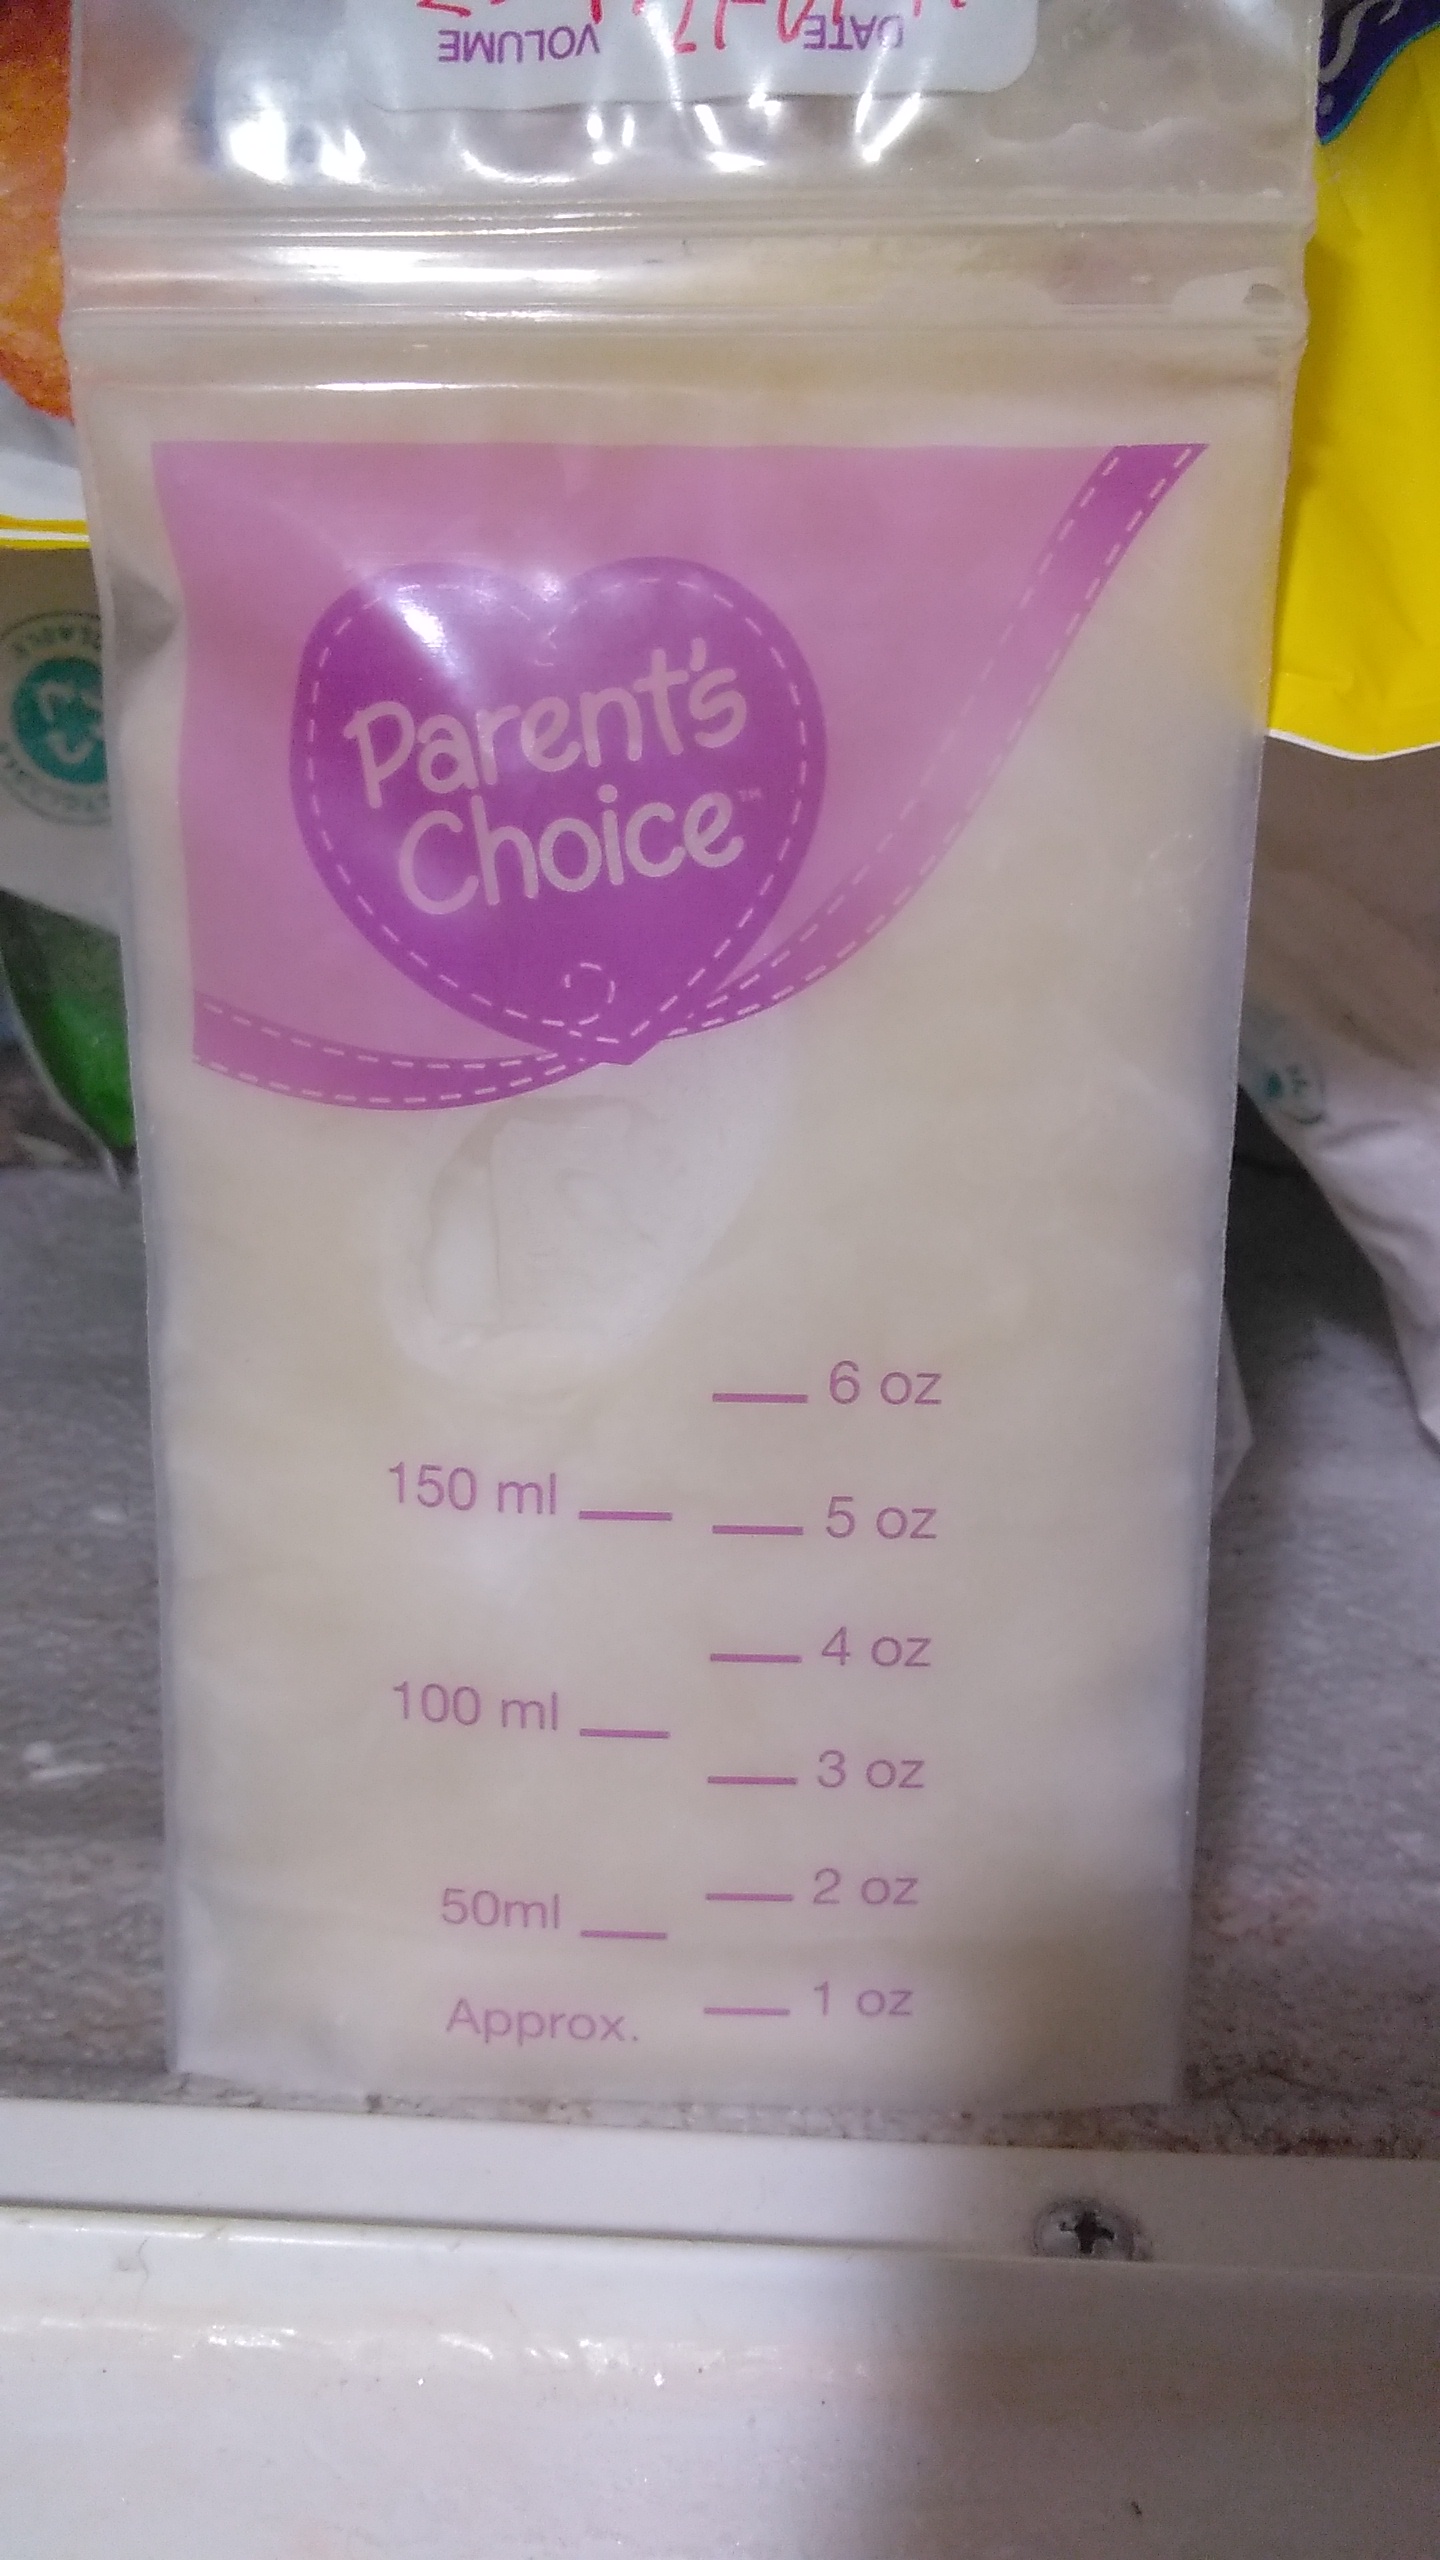 VOLUME
DATE
Parent's
Choice™
6 oz
150 ml
5 oz
4 oz
100 ml
3 oz
2 oz
50ml
1 oz
Approx.